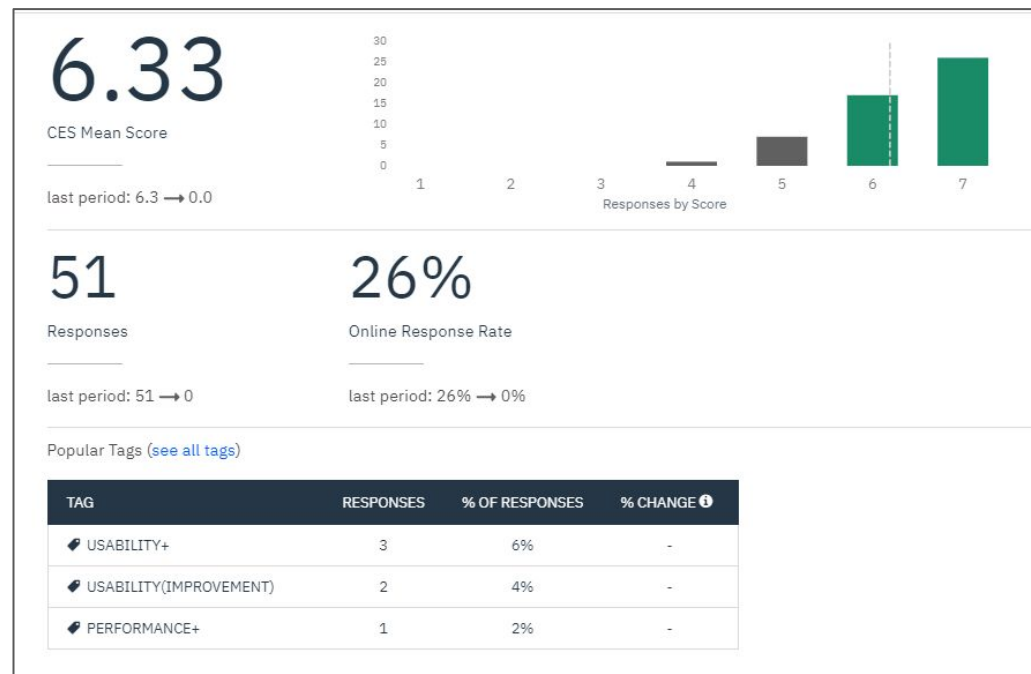 6.33
CES Mean Score
last period: 6.3 → 0.0
30
25
20
15
10
5
0
1 2 3 4 5 6 7
Responses by Score
51
Responses
last period: 51 → 0
26%
Online Response Rate
last period: 26% → 0%
Popular Tags (see all tags)
TAG RESPONSES % OF RESPONSES % CHANGE
USABILITY+ 3 6% -
USABILITY(IMPROVEMENT) 2 4% -
PERFORMANCE+ 1 2% -